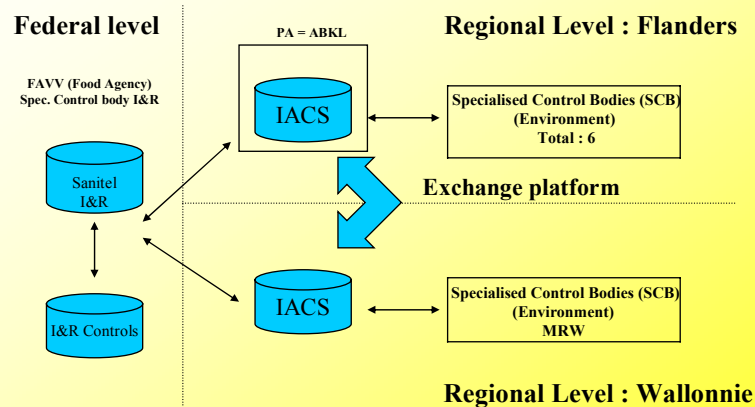 Federal level
FAVV (Food Agency)
Spec. Control body I&R
Sanitel
I&R
I&R Controls
PA = ABKL
Regional Level : Flanders
IACS
Specialised Control Bodies (SCB)
(Environment)
Total : 6
Exchange platform
IACS
Specialised Control Bodies (SCB)
(Environment)
MRW
Regional Level : Wallonnie